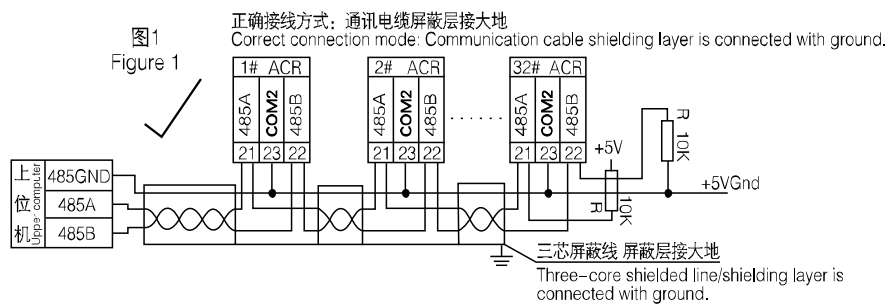 正确接线方式：通讯电缆屏蔽层接大地
Correct connection mode: Communication cable shielding layer is connected with ground.
图1
Figure 1
1# ACR
485A
COM2
485B
21 23 22
2# ACR
485A
COM2
485B
21 23 22
......
32# ACR
485A
COM2
485B
21 23 22
R 10K
+5V
R 10K
+5VGnd
上位机
Upper computer
485GND
485A
485B
三芯屏蔽线 屏蔽层接大地
Three-core shielded line/shielding layer is
connected with ground.